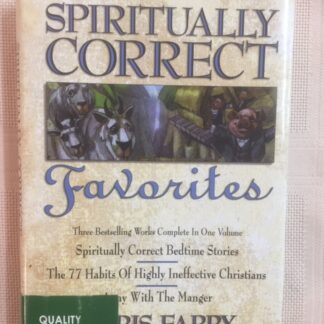 SPIRITUALLY
CORRECT
Favorites
Three Bestselling Works Complete In One Volume
Spiritually Correct Bedtime Stories
The 77 Habits Of Highly Ineffective Christians
With The Manger
FABRY
QUALITY